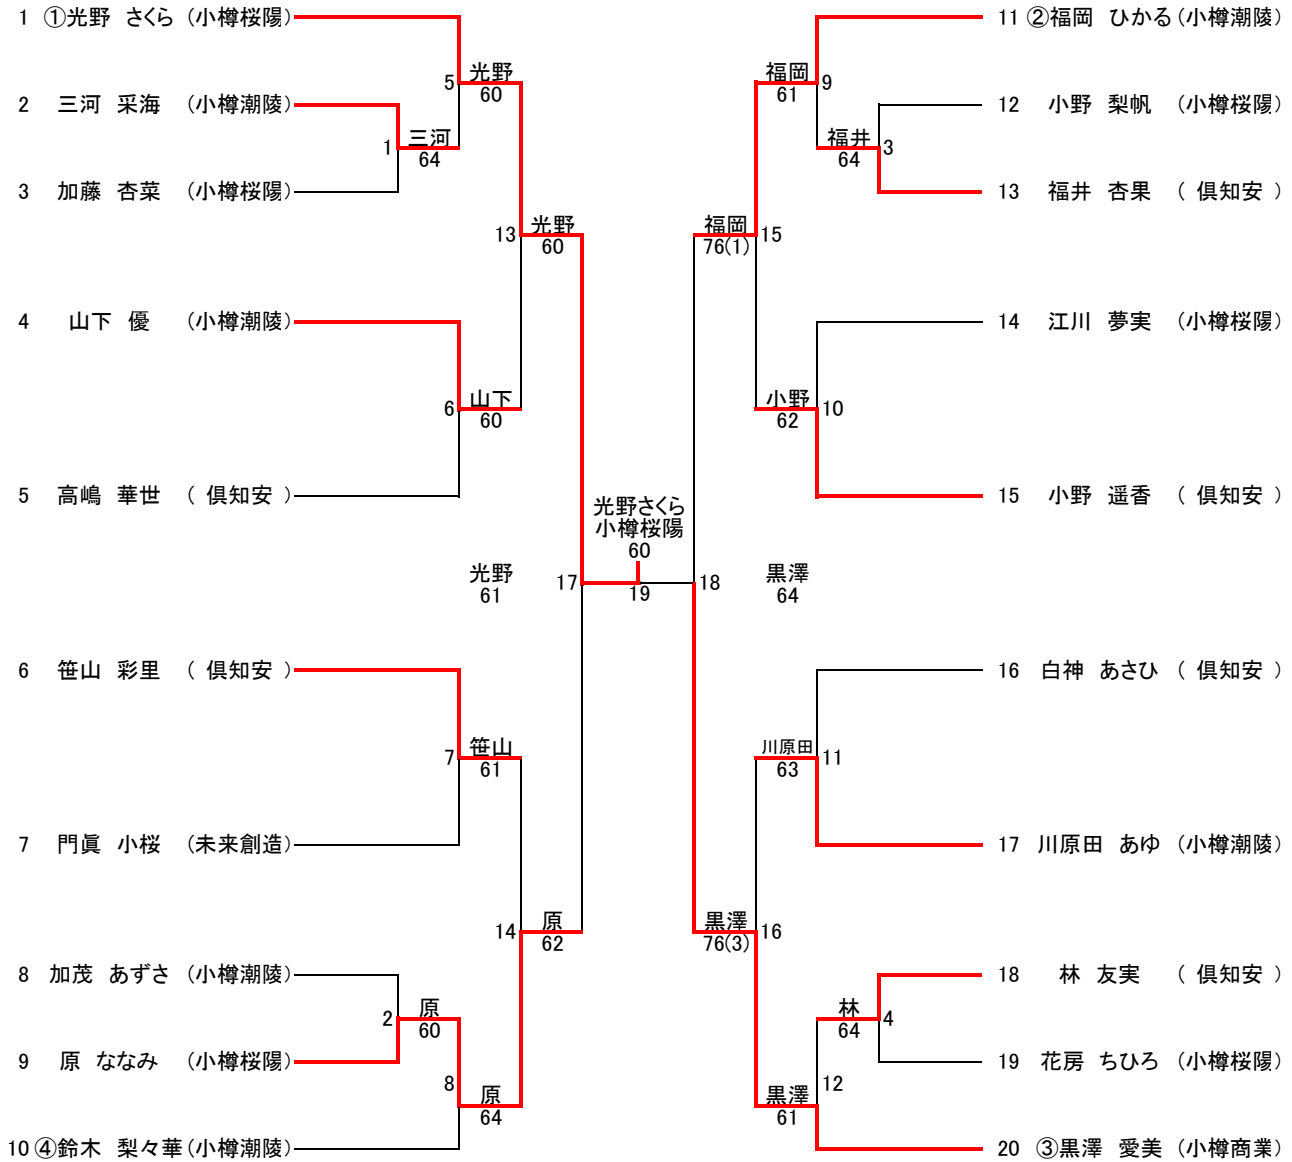 1 ①光野 さくら (小樽桜陽)
2 三河 采海 (小樽潮陵)
3 加藤 杏菜 (小樽桜陽)
4 山下 優 (小樽潮陵)
5 高嶋 華世 ( 倶知安 )
6 笹山 彩里 ( 倶知安 )
7 門眞 小桜 (未来創造)
8 加茂 あずさ (小樽潮陵)
9 原 ななみ (小樽桜陽)
10 ④鈴木 梨々華 (小樽潮陵)
1
三河
64
2
原
60
5
光野
60
6
山下
60
7
笹山
61
8
原
64
13
光野
60
14
原
62
光野
61
17
光野さくら
小樽桜陽
60
19
18
黒澤
64
福岡
76(1)
15
黒澤
76(3)
16
福岡
61
9
小野
62
10
川原田
63
11
黒澤
61
12
福井
64
3
林
64
4
11 ②福岡 ひかる (小樽潮陵)
12 小野 梨帆 (小樽桜陽)
13 福井 杏果 ( 倶知安 )
14 江川 夢実 (小樽桜陽)
15 小野 遥香 ( 倶知安 )
16 白神 あさひ ( 倶知安 )
17 川原田 あゆ (小樽潮陵)
18 林 友実 ( 倶知安 )
19 花房 ちひろ (小樽桜陽)
20 ③黒澤 愛美 (小樽商業)